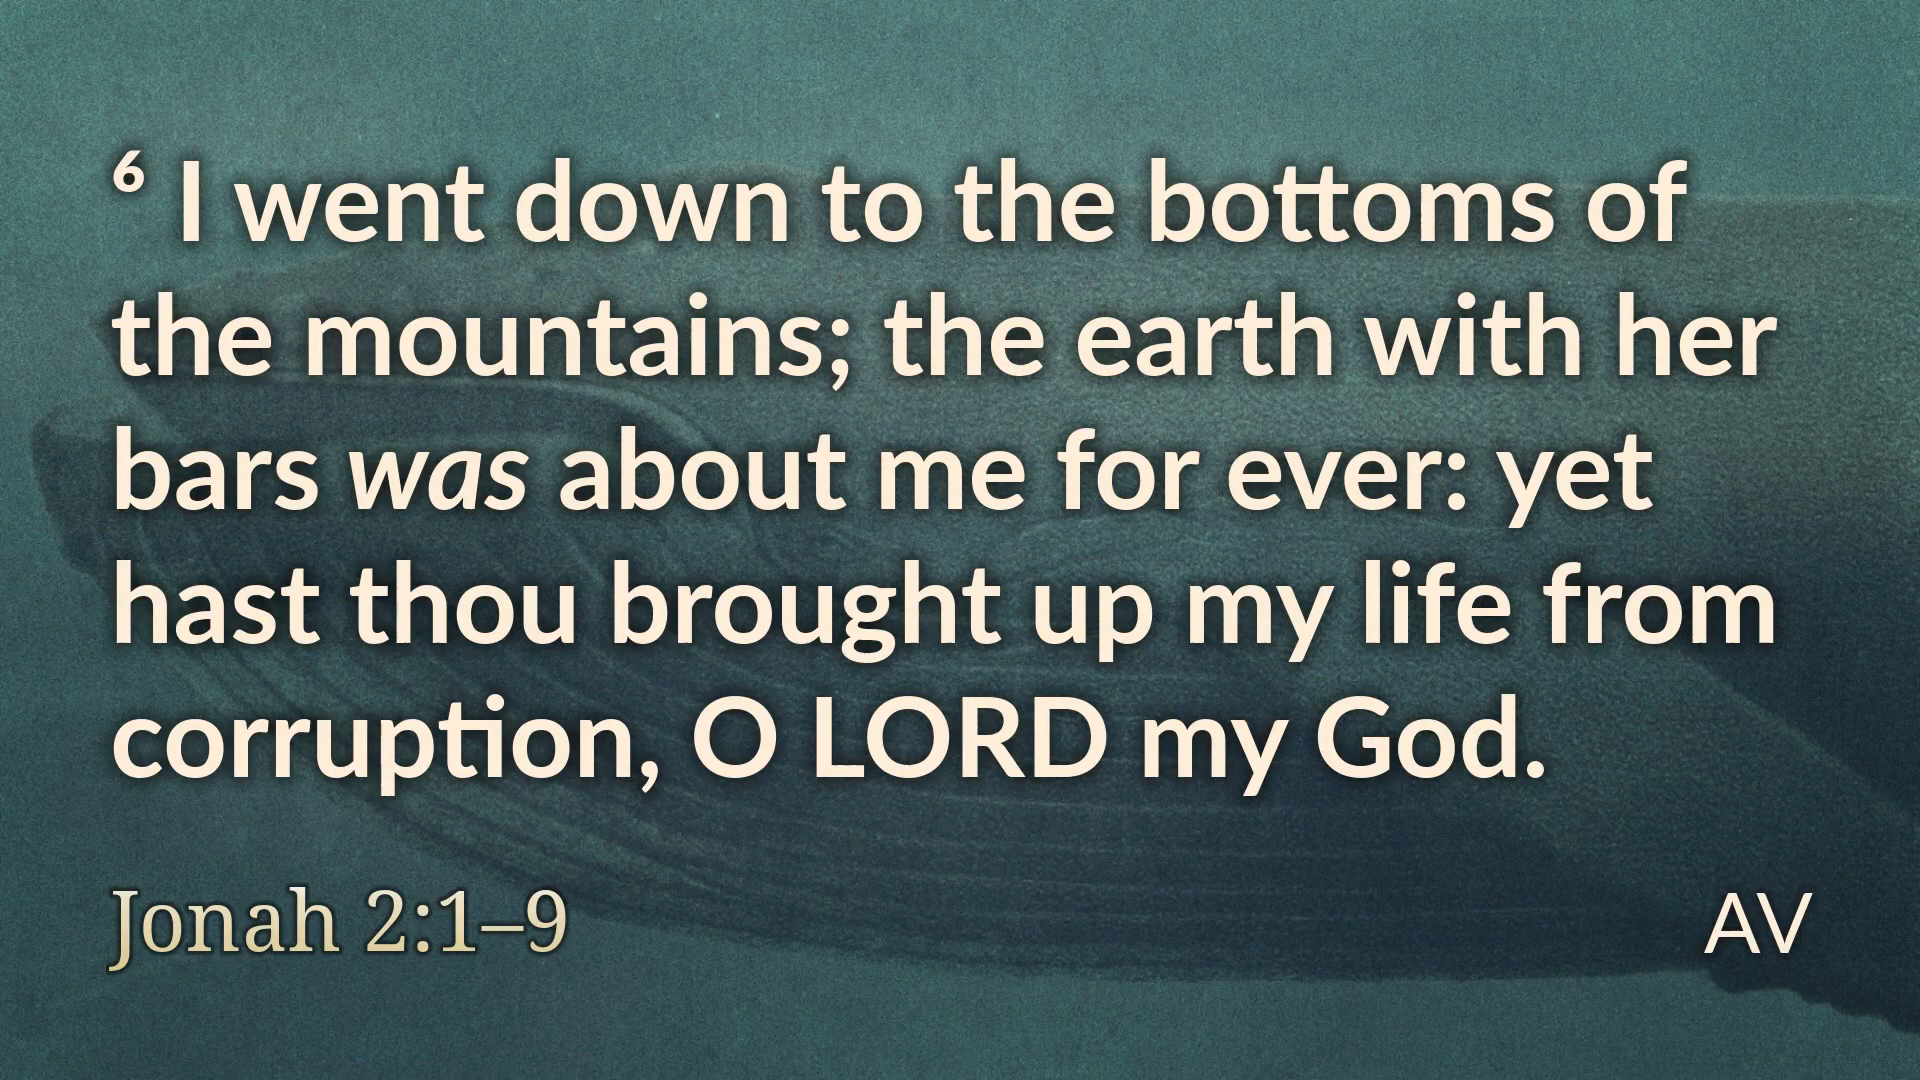 ⁶ I went down to the bottoms of
the mountains; the earth with her
bars was about me for ever: yet
hast thou brought up my life from
corruption, O LORD my God.
Jonah 2:1–9
AV